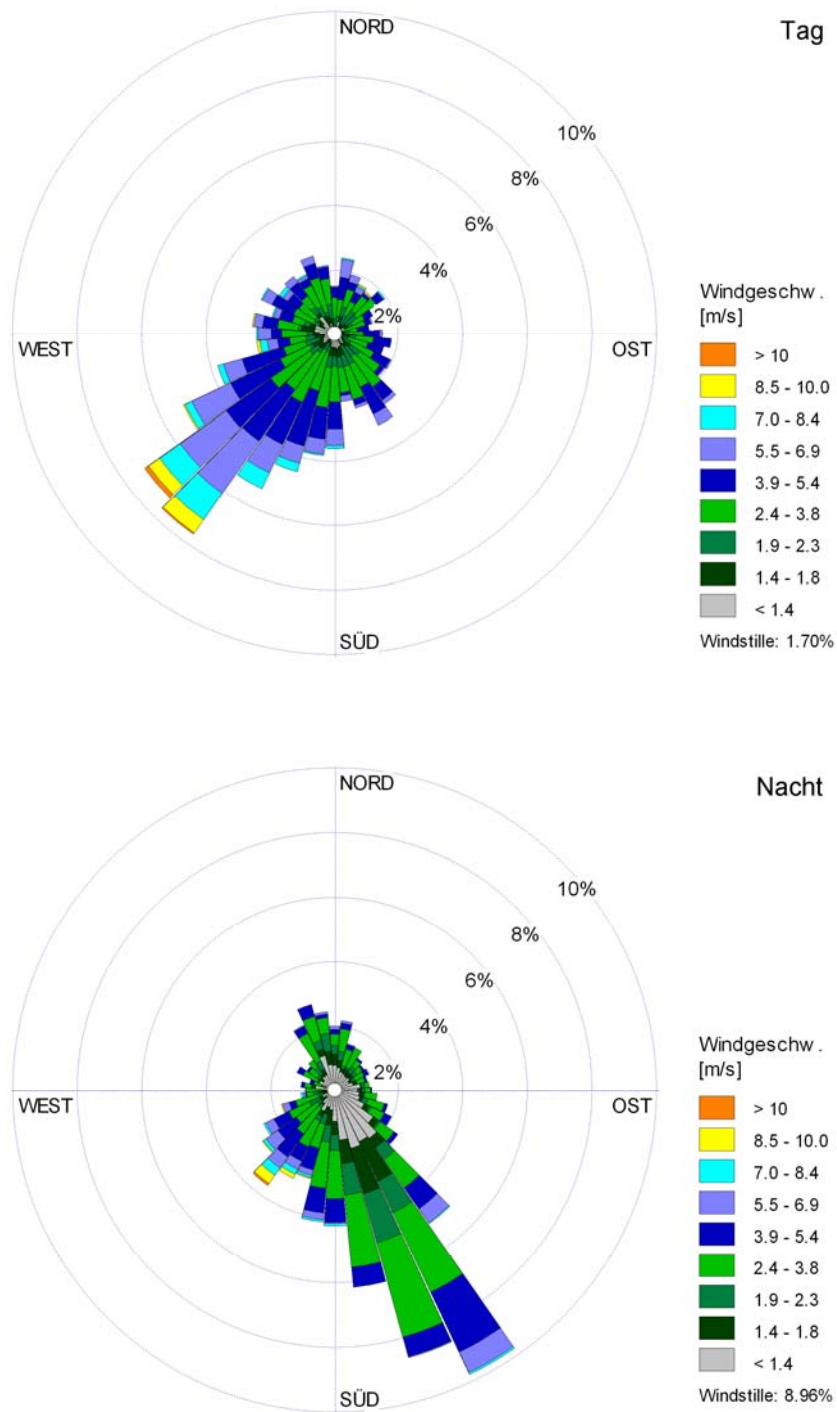 NORD
Tag
10%
8%
6%
4%
2%
WEST
OST
SÜD
Windgeschw .
[m/s]
> 10
8.5 - 10.0
7.0 - 8.4
5.5 - 6.9
3.9 - 5.4
2.4 - 3.8
1.9 - 2.3
1.4 - 1.8
< 1.4
Windstille: 1.70%
NORD
Nacht
10%
8%
6%
4%
2%
WEST
OST
SÜD
Windgeschw .
[m/s]
> 10
8.5 - 10.0
7.0 - 8.4
5.5 - 6.9
3.9 - 5.4
2.4 - 3.8
1.9 - 2.3
1.4 - 1.8
< 1.4
Windstille: 8.96%